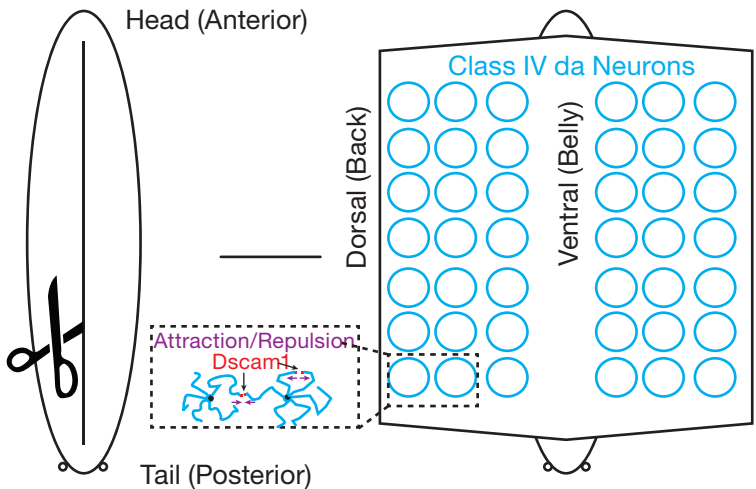 Head (Anterior)
Class IV da Neurons
Dorsal (Back)
Ventral (Belly)
Attraction/Repulsion
Dscam1
Tail (Posterior)